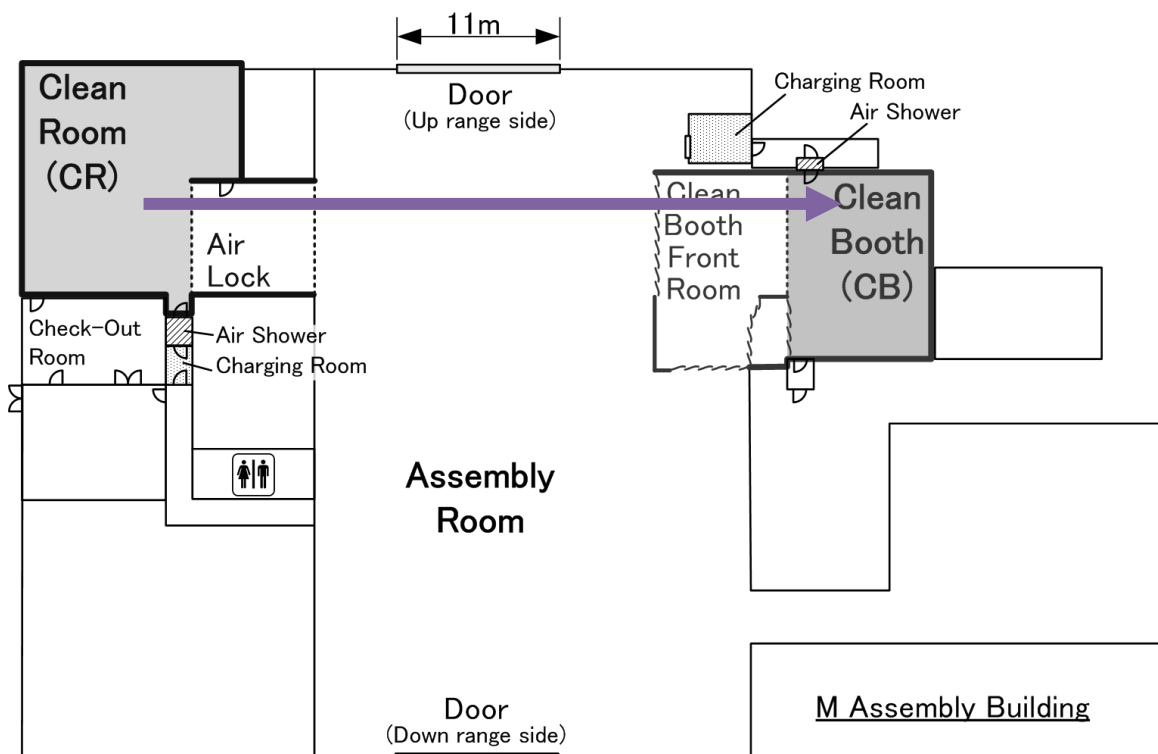 11m
Clean
Room
(CR)
Door
(Up range side)
Charging Room
Air Shower
Air
Lock
Clean
Booth
Front
Room
Clean
Booth
(CB)
Check-Out
Room
Air Shower
Charging Room
Assembly
Room
Door
(Down range side)
M Assembly Building